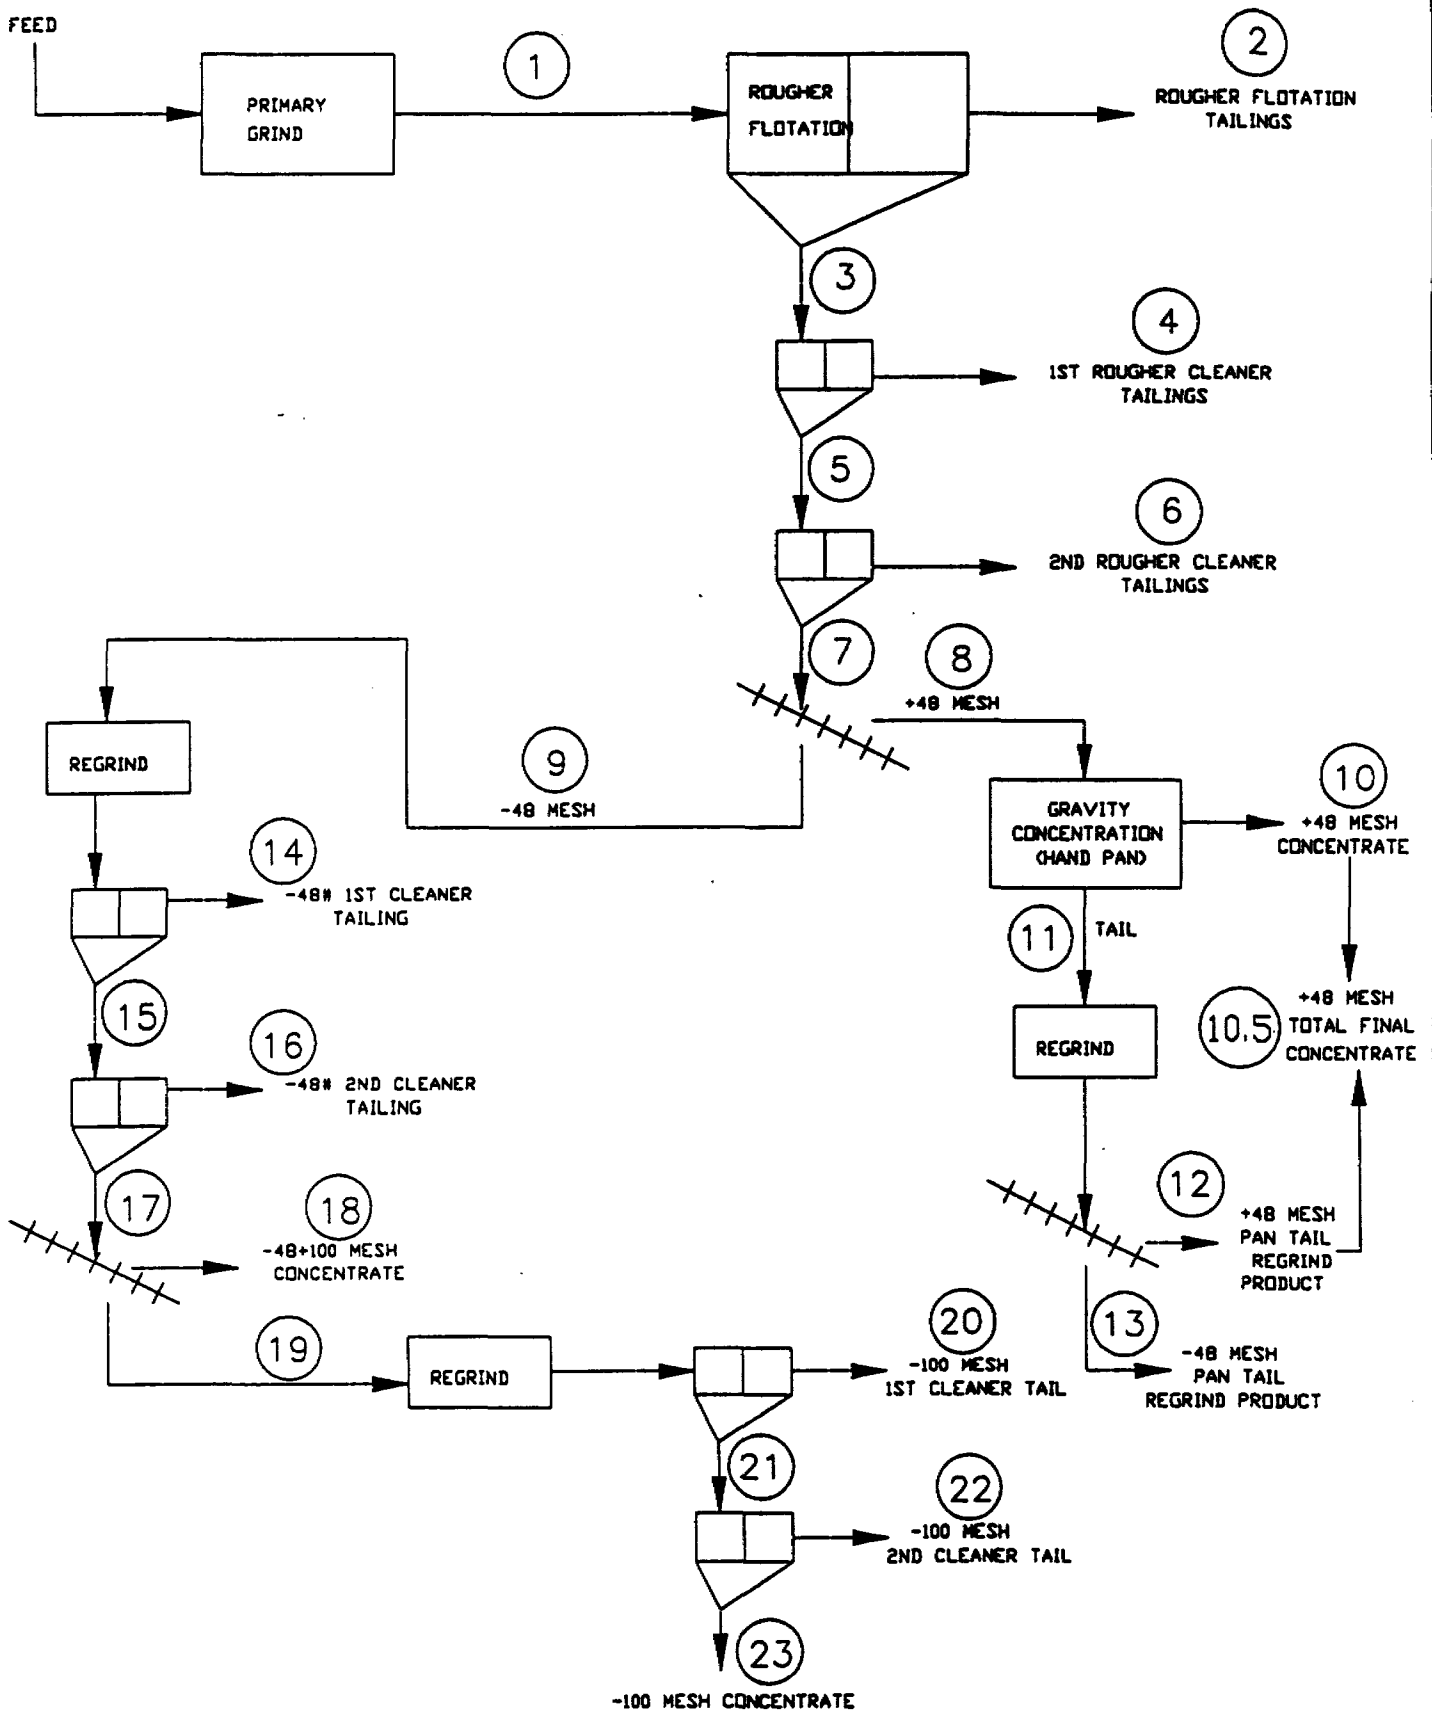 FEED
PRIMARY
GRIND
1
ROUGHER
FLOTATION
2
ROUGHER FLOTATION
TAILINGS
3
4
1ST ROUGHER CLEANER
TAILINGS
5
6
2ND ROUGHER CLEANER
TAILINGS
7
8
+48 MESH
9
-48 MESH
REGRIND
GRAVITY
CONCENTRATION
(HAND PAN)
10
+48 MESH
CONCENTRATE
11
TAIL
10.5
+48 MESH
TOTAL FINAL
CONCENTRATE
REGRIND
14
-48# 1ST CLEANER
TAILING
15
16
-48# 2ND CLEANER
TAILING
17
18
-48+100 MESH
CONCENTRATE
12
+48 MESH
PAN TAIL
REGRIND
PRODUCT
13
-48 MESH
PAN TAIL
REGRIND PRODUCT
19
REGRIND
20
-100 MESH
1ST CLEANER TAIL
21
22
-100 MESH
2ND CLEANER TAIL
23
-100 MESH CONCENTRATE